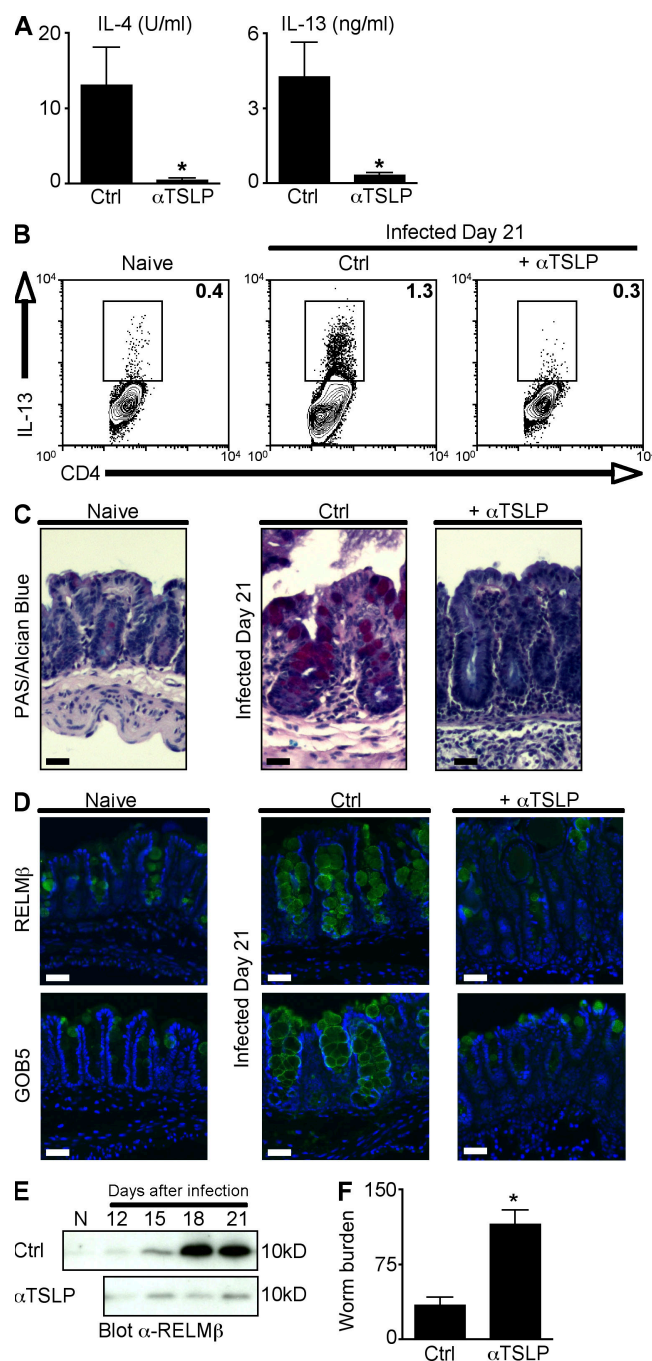 A
IL-4 (U/ml)
IL-13 (ng/ml)
20
10
0
Ctrl
αTSLP
*
6
3
0
Ctrl
αTSLP
*
B
Infected Day 21
Naive
Ctrl
+ αTSLP
10⁴
0.4
1.3
0.3
10⁴
10⁴
IL-13
10⁰
10⁴
10⁰
10⁴
10⁰
10
CD4
C
Naive
Ctrl
+ αTSLP
PAS/Alcian Blue
Infected Day 21
D
Naive
Ctrl
+ αTSLP
RELMβ
Infected Day 21
GOB5
E
Days after infection
N 12 15 18 21
Ctrl
10kD
αTSLP
10kD
Blot α-RELMβ
F
Worm burden
150
75
0
*
Ctrl
αTSLP